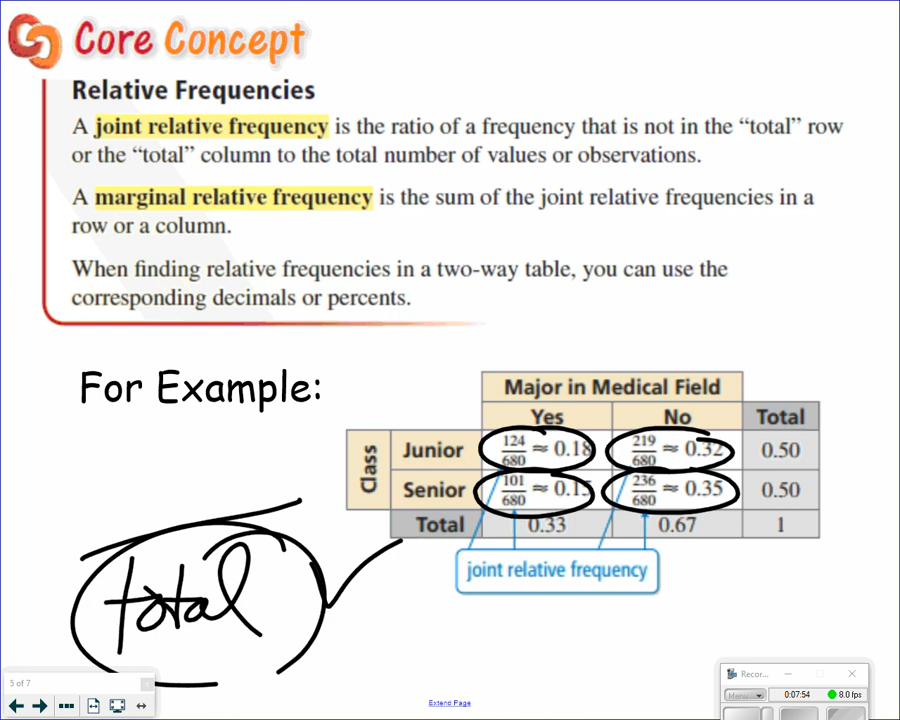 Core Concept
Relative Frequencies
A joint relative frequency is the ratio of a frequency that is not in the “total” row
or the “total” column to the total number of values or observations.
A marginal relative frequency is the sum of the joint relative frequencies in a
row or a column.
When finding relative frequencies in a two-way table, you can use the
corresponding decimals or percents.
For Example:
Major in Medical Field
Yes No Total
Class
Junior 124/680 ≈ 0.18 219/680 ≈ 0.32 0.50
Senior 101/680 ≈ 0.15 236/680 ≈ 0.35 0.50
Total 0.33 0.67 1
joint relative frequency
total
5 of 7
Extend Page
Recor...
Menu
0:07:54 8.0 fps